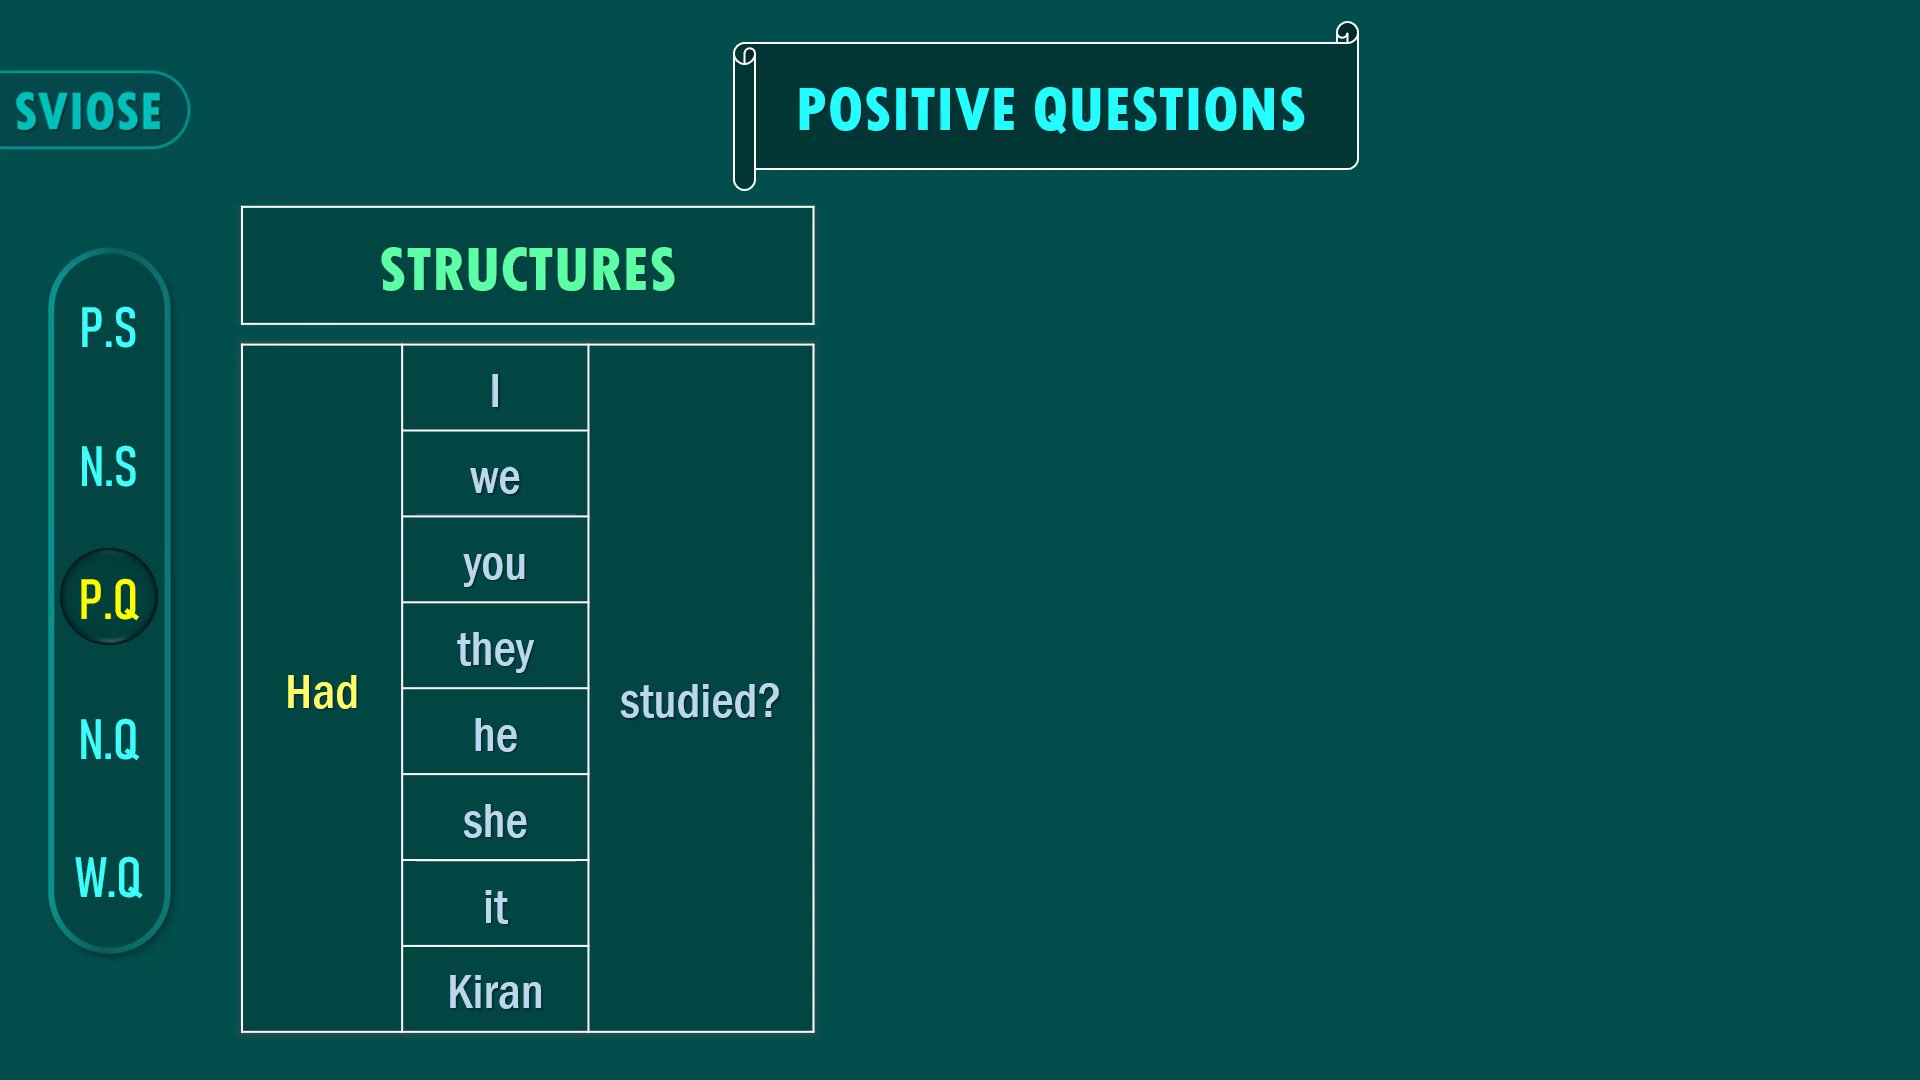 SVIOSE
POSITIVE QUESTIONS
P.S
N.S
P.Q
N.Q
W.Q
STRUCTURES
Had
I
we
you
they
he
she
it
Kiran
studied?